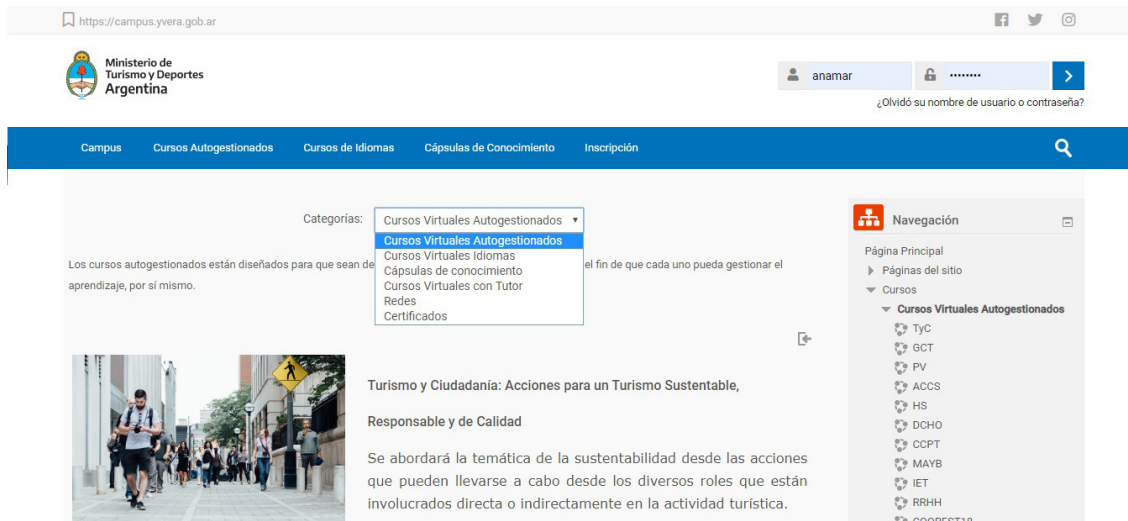 https://campus.yvera.gob.ar
Ministerio de
Turismo y Deportes
Argentina
anamar
¿Olvidó su nombre de usuario o contraseña?
Campus
Cursos Autogestionados
Cursos de Idiomas
Cápsulas de Conocimiento
Inscripción
Categorías:
Cursos Virtuales Autogestionados
Cursos Virtuales Autogestionados
Cursos Virtuales Idiomas
Cápsulas de conocimiento
Cursos Virtuales con Tutor
Redes
Certificados
Los cursos autogestionados están diseñados para que sean de
el fin de que cada uno pueda gestionar el
aprendizaje, por sí mismo.
Turismo y Ciudadanía: Acciones para un Turismo Sustentable,
Responsable y de Calidad
Se abordará la temática de la sustentabilidad desde las acciones
que pueden llevarse a cabo desde los diversos roles que están
involucrados directa o indirectamente en la actividad turística.
Navegación
Página Principal
Páginas del sitio
Cursos
Cursos Virtuales Autogestionados
TyC
GCT
PV
ACCS
HS
DCHO
CCPT
MAYB
IET
RRHH